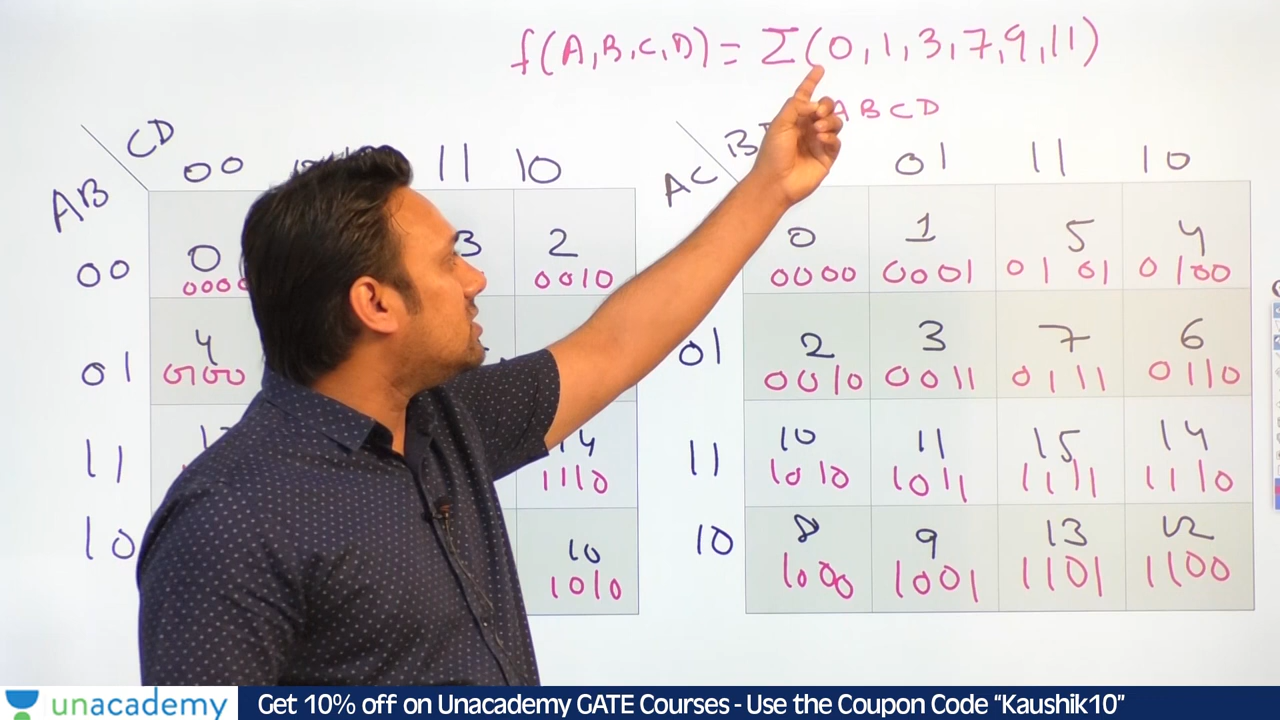 f(A,B,C,D) = Σ(0,1,3,7,9,11)
A B C D
CD
AB
00 11 10
00 0 3 2
0000 0010
01 4
0100
11 14
1110
10 10
1010
AC
01 11 10
0 1 5 4
0000 0001 0101 0100
01 2 3 7 6
0010 0011 0111 0110
11 10 11 15 14
1010 1011 1111 1110
10 8 9 13 12
1000 1001 1101 1100
unacademy
Get 10% off on Unacademy GATE Courses - Use the Coupon Code “Kaushik10”